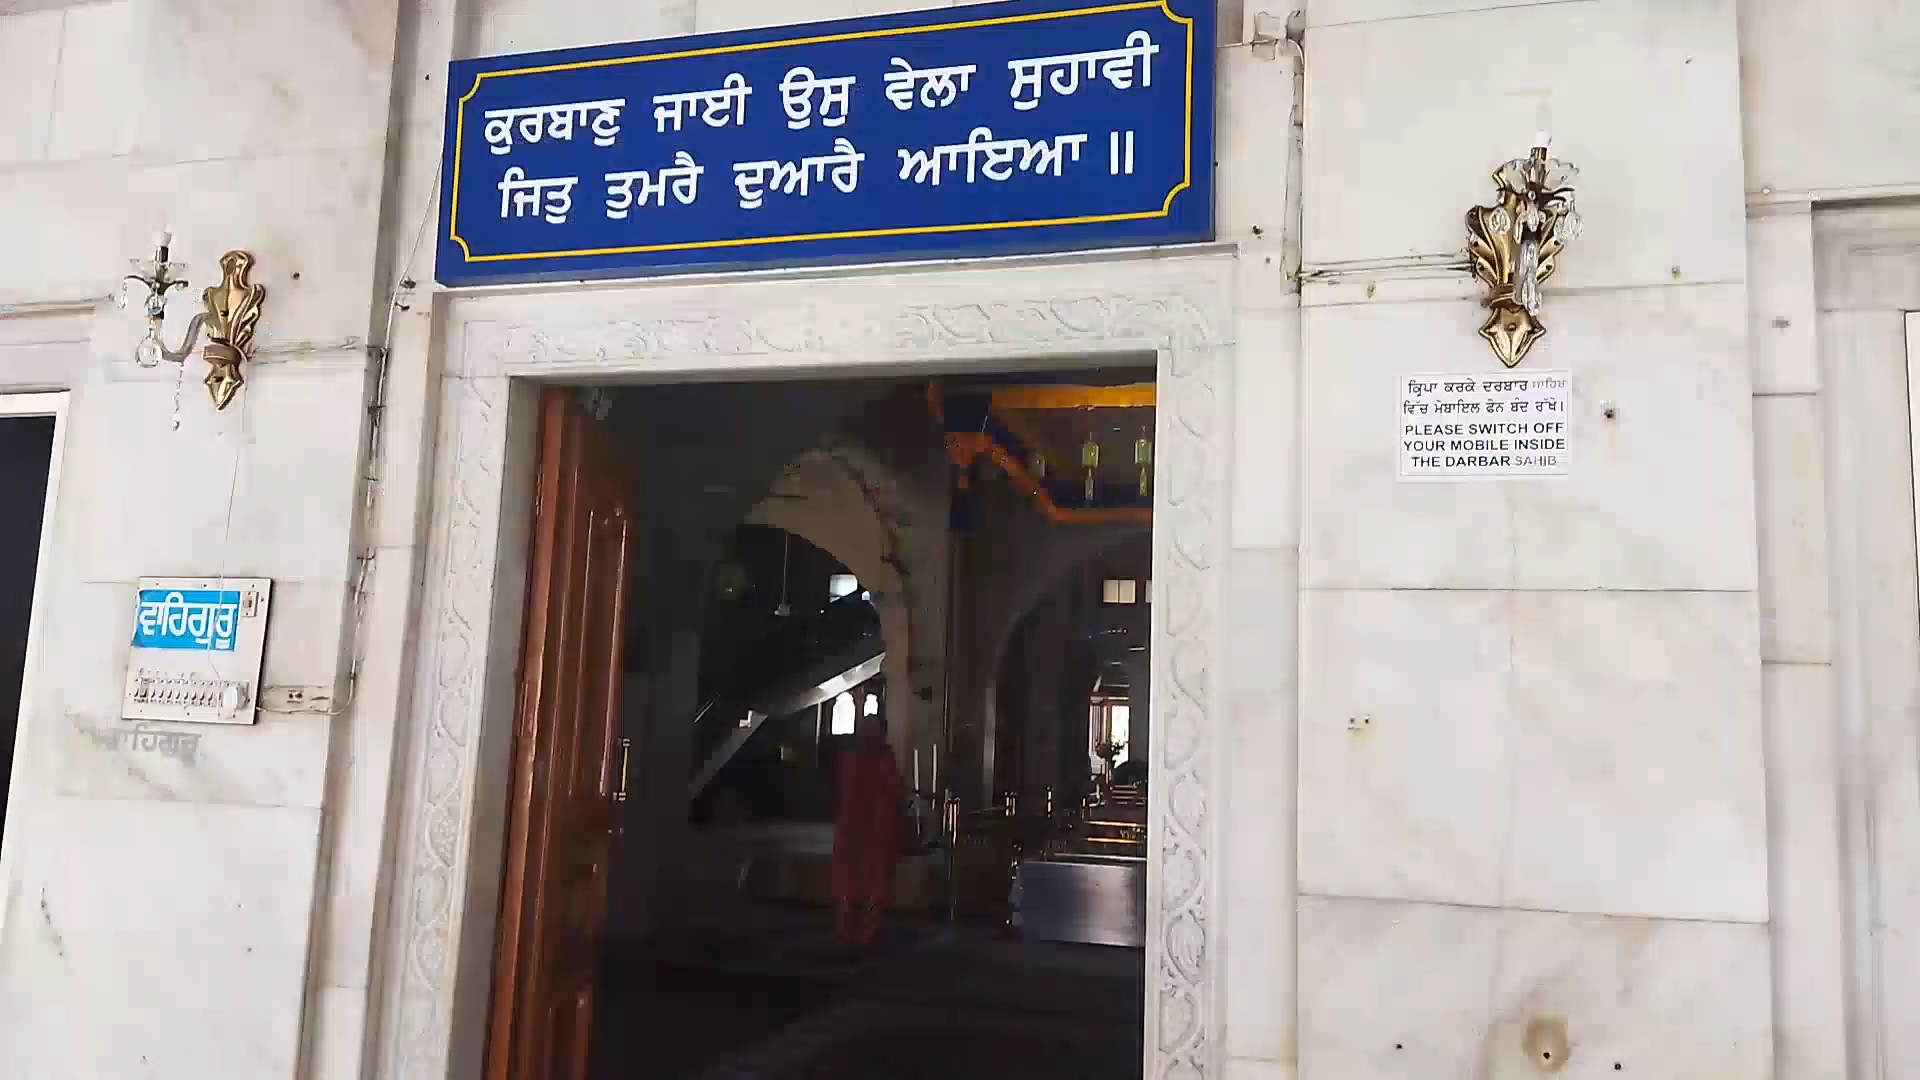 ਕੁਰਬਾਣੁ ਜਾਈ ਉਸੁ ਵੇਲਾ ਸੁਹਾਵੀ
ਜਿਤੁ ਤੁਮਰੈ ਦੁਆਰੈ ਆਇਆ ॥
ਕ੍ਰਿਪਾ ਕਰਕੇ ਦਰਬਾਰ ਸਾਹਿਬ
ਵਿੱਚ ਮੋਬਾਇਲ ਫੋਨ ਬੰਦ ਰੱਖੋ।
PLEASE SWITCH OFF
YOUR MOBILE INSIDE
THE DARBAR SAHIB
ਵਾਹਿਗੁਰੂ
ਵਾਹਿਗੁਰੂ